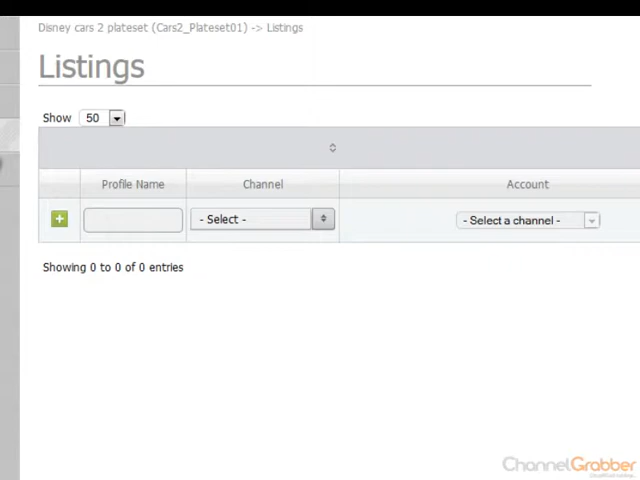 Disney cars 2 plateset (Cars2_Plateset01) -> Listings
Listings
Show 50
Profile Name Channel Account
- Select - - Select a channel -
Showing 0 to 0 of 0 entries
ChannelGrabber